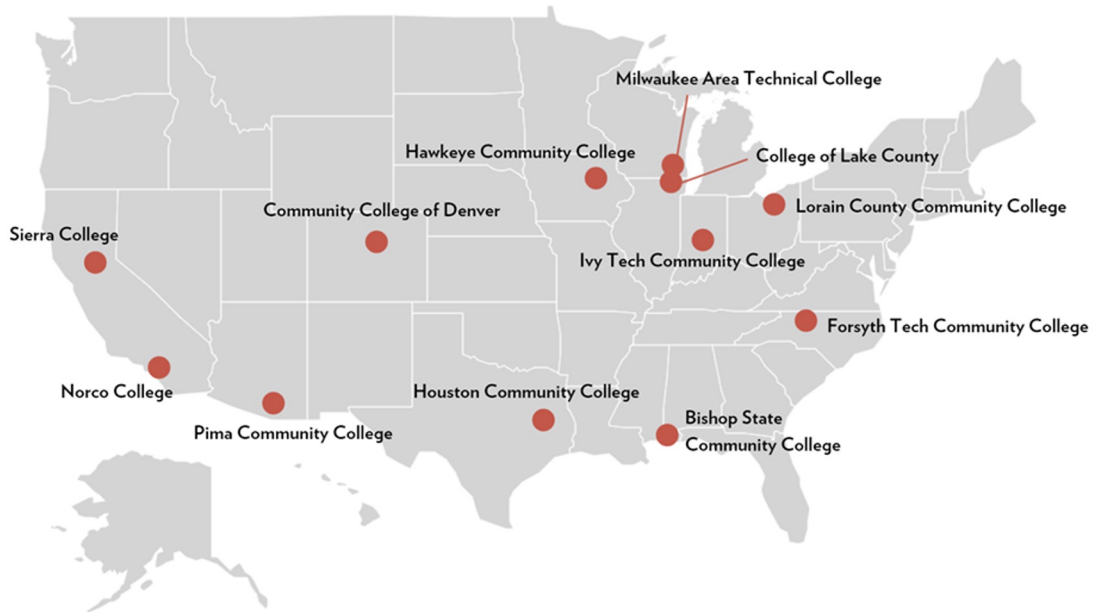 Milwaukee Area Technical College
Hawkeye Community College
College of Lake County
Community College of Denver
Lorain County Community College
Sierra College
Ivy Tech Community College
Forsyth Tech Community College
Norco College
Houston Community College
Pima Community College
Bishop State
Community College